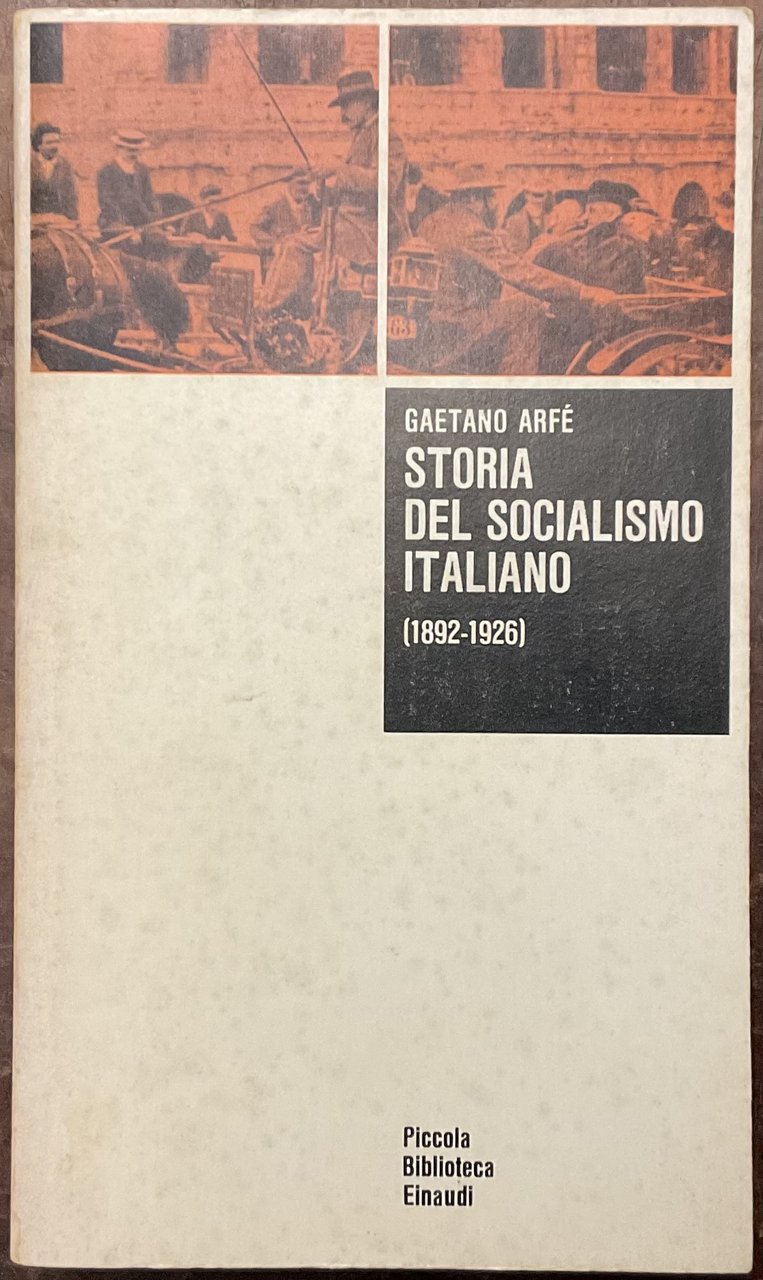 GAETANO ARFÉ
STORIA
DEL SOCIALISMO
ITALIANO
(1892-1926)
Piccola
Biblioteca
Einaudi